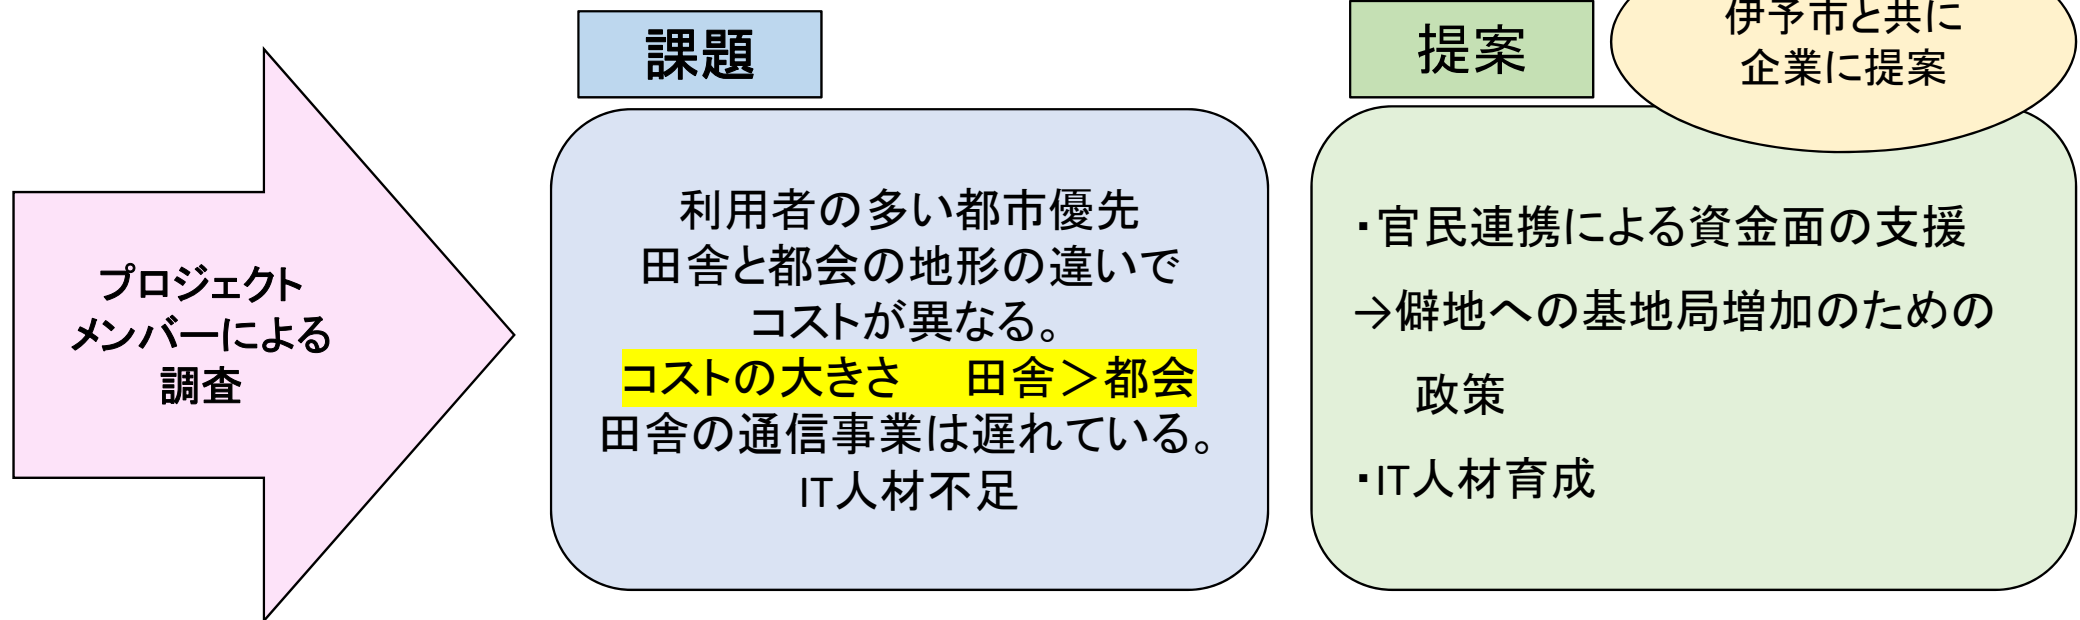 プロジェクト
メンバーによる
調査
課題
利用者の多い都市優先
田舎と都会の地形の違いで
コストが異なる。
コストの大きさ　田舎＞都会
田舎の通信事業は遅れている。
IT人材不足
提案
伊予市と共に
企業に提案
・官民連携による資金面の支援
→僻地への基地局増加のための
政策
・IT人材育成